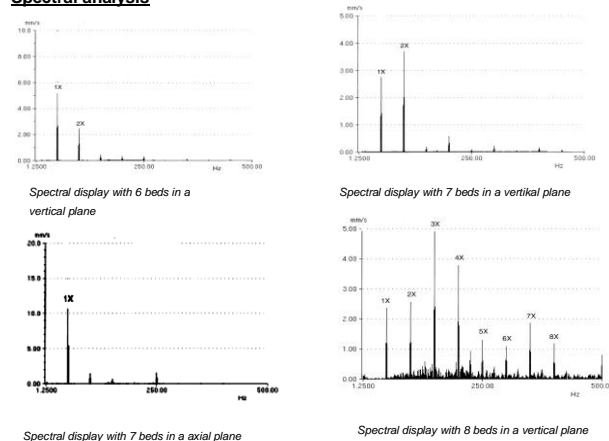 Spectral analysis
mm/s
10.0
8.00
6.00
4.00
2.00
0.00
1X
2X
1.2500
250.00
Hz
500.00
Spectral display with 6 beds in a
vertical plane
mm/s
5.00
4.00
3.00
2.00
1.00
0.00
1X
2X
1.2500
250.00
Hz
500.00
Spectral display with 7 beds in a vertikal plane
mm/s
20.0
15.0
10.0
5.00
0.00
1X
1.2500
250.00
Hz
500.00
Spectral display with 7 beds in a axial plane
mm/s
5.00
4.00
3.00
2.00
1.00
0.00
1X
2X
3X
4X
5X
6X
7X
8X
1.2500
250.00
Hz
500.0
Spectral display with 8 beds in a vertical plane